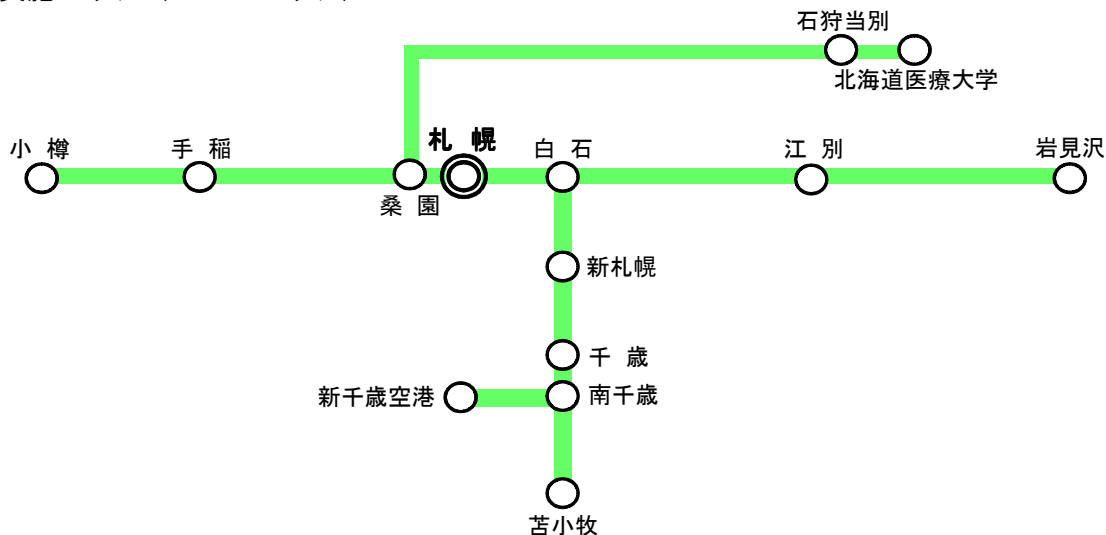 石狩当別
北海道医療大学
小 樽
手 稲
札 幌
白 石
江 別
岩見沢
桑 園
新札幌
千 歳
新千歳空港
南千歳
苫小牧